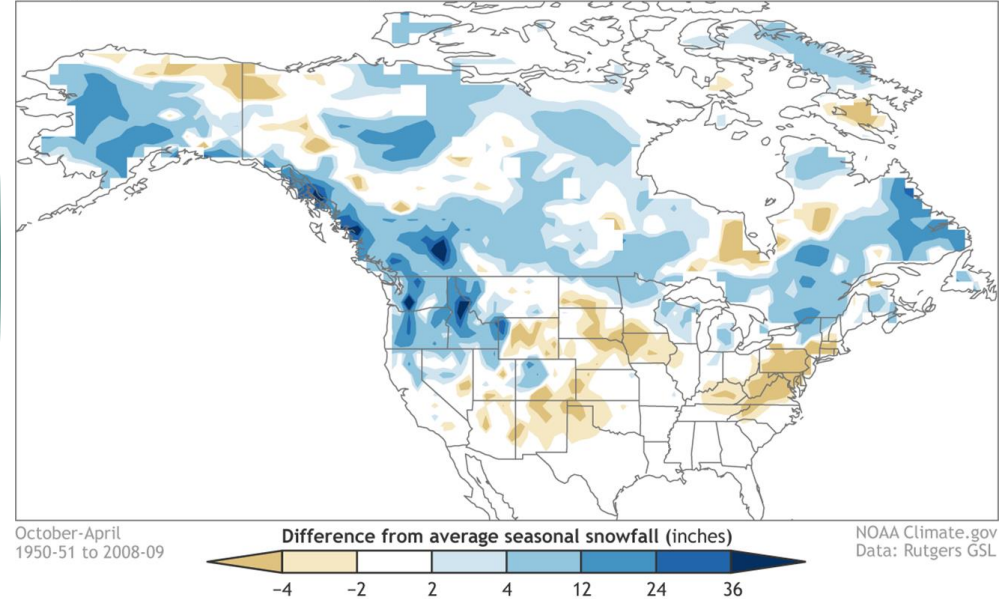 October-April
1950-51 to 2008-09
Difference from average seasonal snowfall (inches)
−4 −2 2 4 12 24 36
NOAA Climate.gov
Data: Rutgers GSL